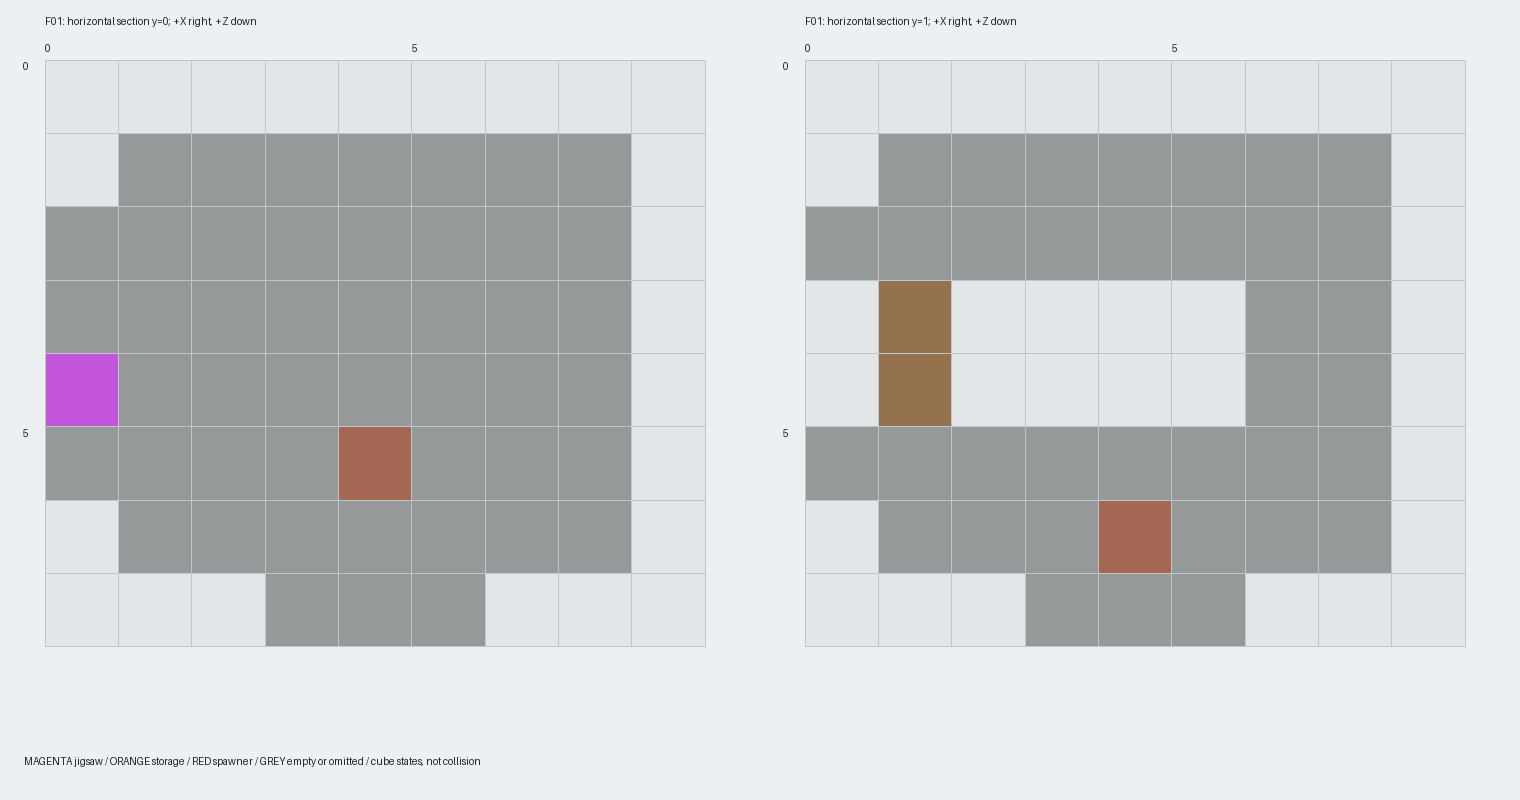 F01: horizontal section y=0; +X right, +Z down
F01: horizontal section y=1; +X right, +Z down
0 5
0 5
0
0
5
5
MAGENTA jigsaw / ORANGE storage / RED spawner / GREY empty or omitted / cube states, not collision